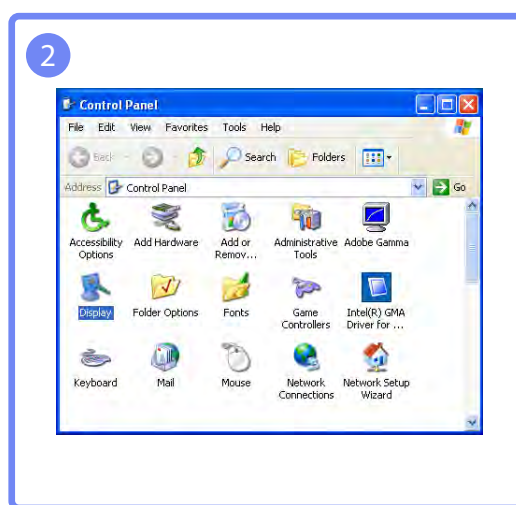 2
Control Panel
File Edit View Favorites Tools Help
Back Search Folders
Address Control Panel Go
Accessibility Options Add Hardware Add or Remov... Administrative Tools Adobe Gamma
Display Folder Options Fonts Game Controllers Intel(R) GMA Driver for ...
Keyboard Mail Mouse Network Connections Network Setup Wizard